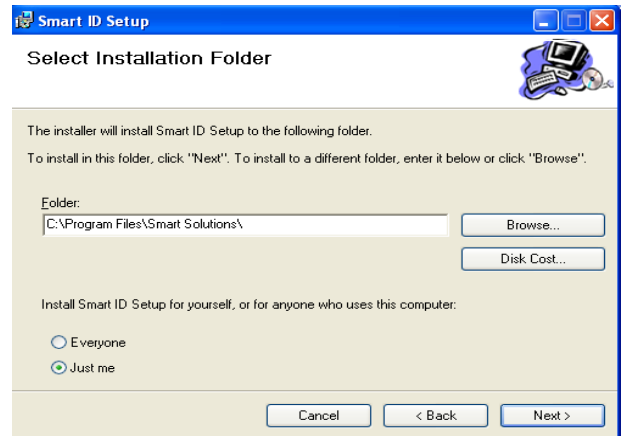 Smart ID Setup
Select Installation Folder
The installer will install Smart ID Setup to the following folder.
To install in this folder, click "Next". To install to a different folder, enter it below or click "Browse".
Folder:
C:\Program Files\Smart Solutions\
Browse...
Disk Cost...
Install Smart ID Setup for yourself, or for anyone who uses this computer:
Everyone
Just me
Cancel
< Back
Next >